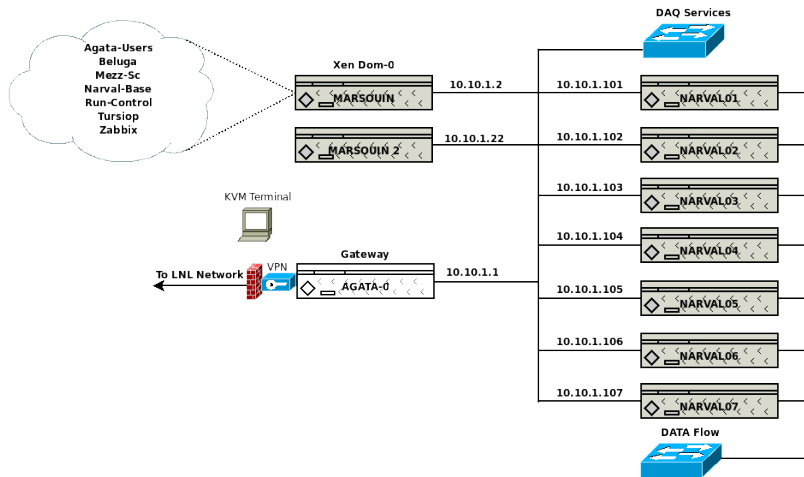 DAQ Services
Agata-Users
Beluga
Mezz-Sc
Narval-Base
Run-Control
Tursiop
Zabbix
Xen Dom-0
MARSOUIN
10.10.1.2
10.10.1.101
NARVAL01
MARSOUIN 2
10.10.1.22
10.10.1.102
NARVAL02
10.10.1.103
NARVAL03
KVM Terminal
10.10.1.104
NARVAL04
Gateway
To LNL Network
VPN
AGATA-0
10.10.1.1
10.10.1.105
NARVAL05
10.10.1.106
NARVAL06
10.10.1.107
NARVAL07
DATA Flow